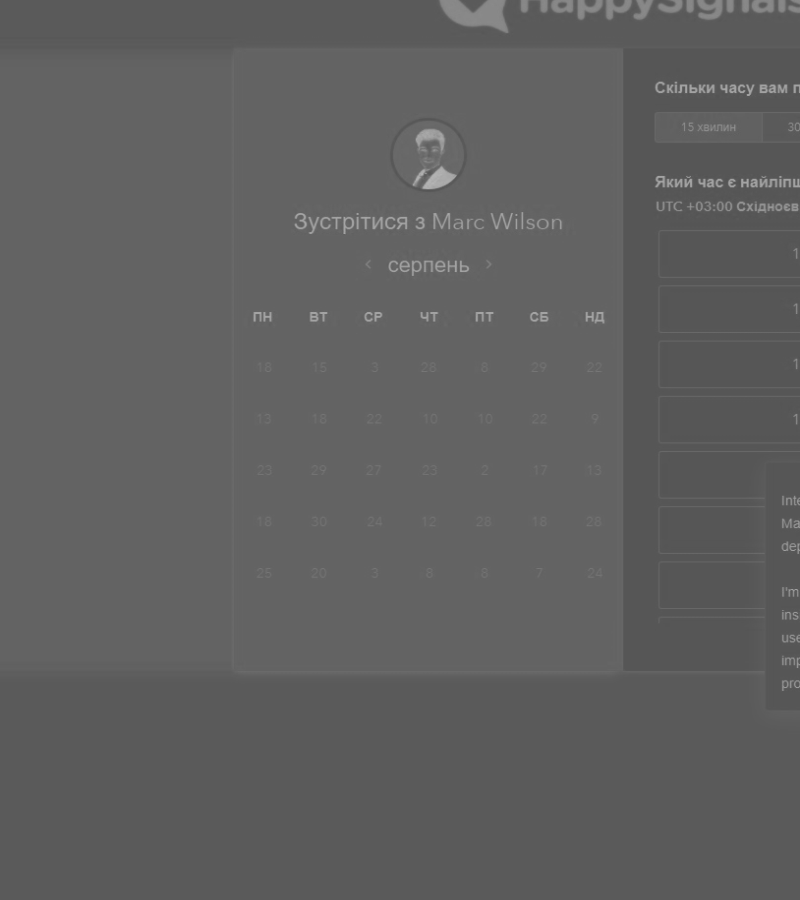 HappySignals
Зустрітися з Marc Wilson
серпень
ПН ВТ СР ЧТ ПТ СБ НД
18 15 3 28 8 29 22
13 18 22 10 10 22 9
23 29 27 23 2 17 13
18 30 24 12 28 18 28
25 20 3 8 8 7 24
Скільки часу вам п
15 хвилин 30
Який час є найліпш
UTC +03:00 Східноєв
1
1
1
1
Inte
Ma
dep
I'm
ins
use
imp
pro